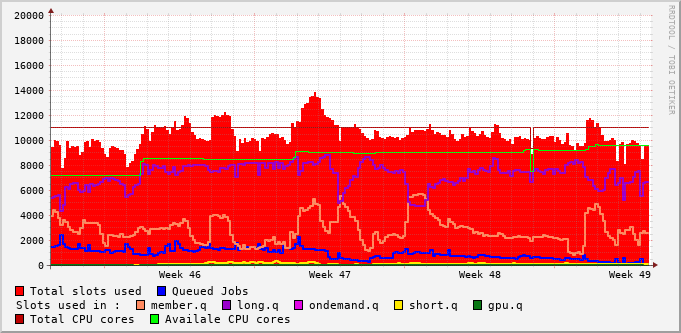 RRDTOOL / TOBI OETIKER
20000
18000
16000
14000
12000
10000
8000
6000
4000
2000
0
Week 46 Week 47 Week 48 Week 49
Total slots used Queued Jobs
Slots used in : member.q long.q ondemand.q short.q gpu.q
Total CPU cores Availale CPU cores